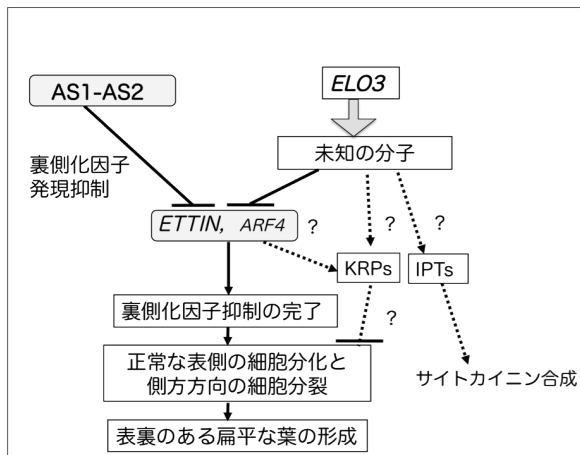 AS1-AS2
ELO3
未知の分子
裏側化因子
発現抑制
ETTIN, ARF4
?
?
?
KRPs
IPTs
裏側化因子抑制の完了
?
正常な表側の細胞分化と
側方方向の細胞分裂
サイトカイニン合成
表裏のある扁平な葉の形成